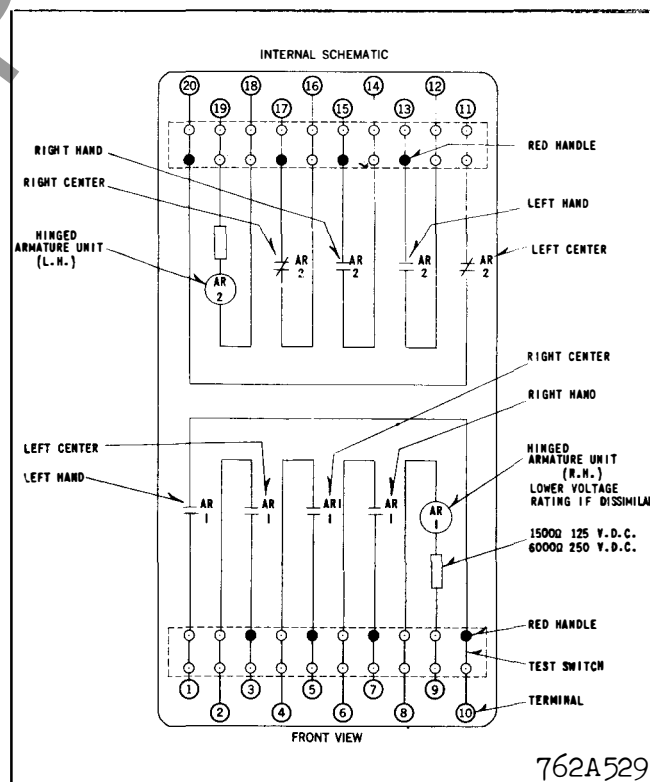 INTERNAL SCHEMATIC
20 18 16 14 12
19 17 15 13 11
RIGHT HAND
RED HANDLE
RIGHT CENTER
LEFT HAND
HINGED
ARMATURE UNIT
(L.H.)
LEFT CENTER
AR
2
AR
2
AR
2
AR
2
AR
2
RIGHT CENTER
RIGHT HAND
LEFT CENTER
LEFT HAND
HINGED
ARMATURE UNIT
(R.H.)
LOWER VOLTAGE
RATING IF DISSIMILA
1500Ω 125 V.D.C.
6000Ω 250 V.D.C.
AR
1
AR
1
AR1
1
AR
1
AR
1
RED HANDLE
TEST SWITCH
1 3 5 7 9
2 4 6 8 10
TERMINAL
FRONT VIEW
762A529